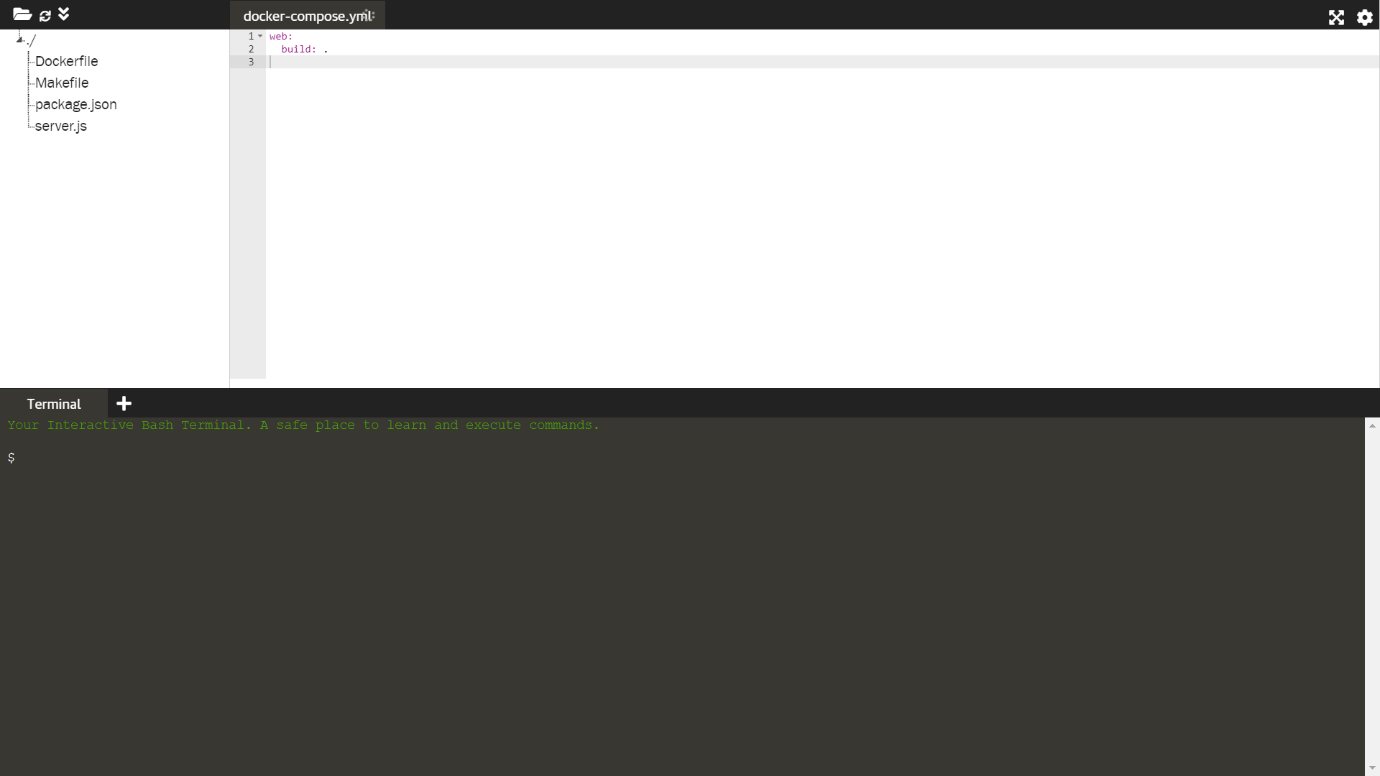 docker-compose.yml
./
Dockerfile
Makefile
package.json
server.js
1 web:
2 build: .
3
Terminal
Your Interactive Bash Terminal. A safe place to learn and execute commands.
$